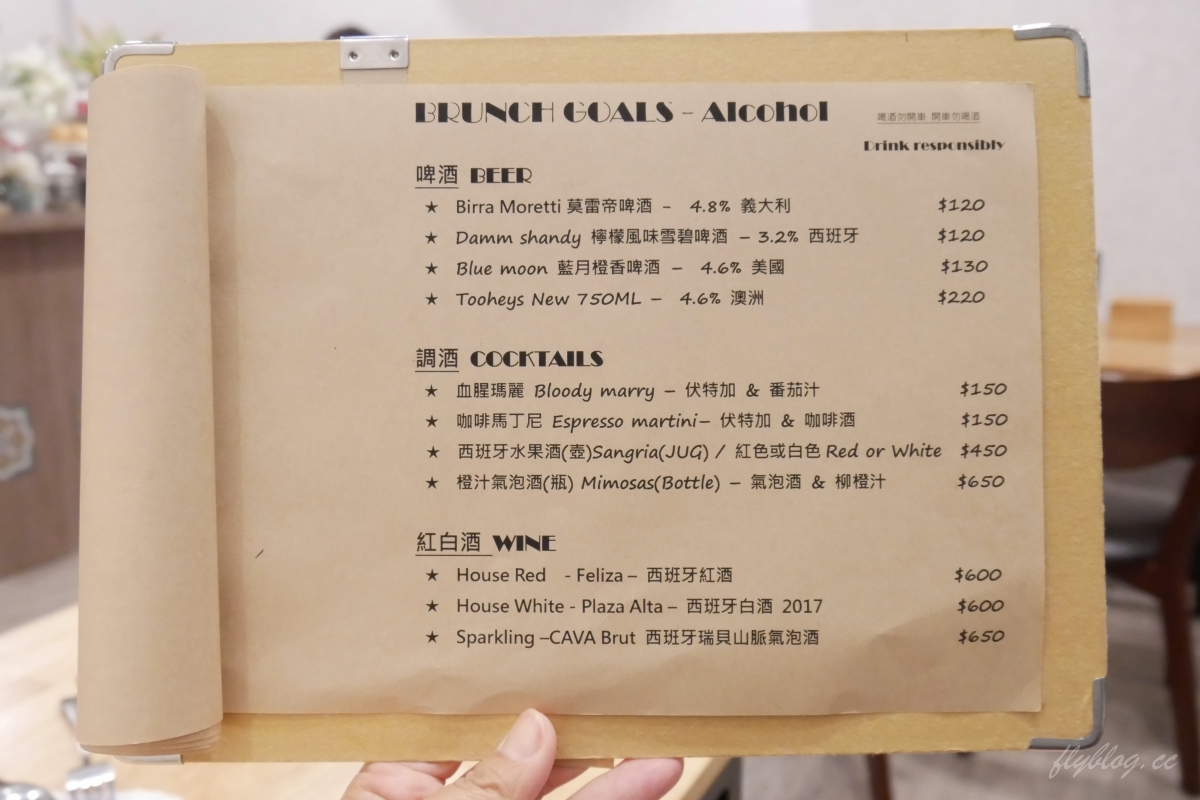 BRUNCH GOALS - Alcohol
喝酒勿開車 開車勿喝酒
Drink responsibly
啤酒 BEER
★ Birra Moretti 莫雷帝啤酒 - 4.8% 義大利 $120
★ Damm shandy 檸檬風味雪碧啤酒 - 3.2% 西班牙 $120
★ Blue moon 藍月橙香啤酒 - 4.6% 美國 $130
★ Tooheys New 750ML - 4.6% 澳洲 $220
調酒 COCKTAILS
★ 血腥瑪麗 Bloody marry - 伏特加 & 番茄汁 $150
★ 咖啡馬丁尼 Espresso martini- 伏特加 & 咖啡酒 $150
★ 西班牙水果酒(壺)Sangria(JUG) / 紅色或白色 Red or White $450
★ 橙汁氣泡酒(瓶) Mimosas(Bottle) - 氣泡酒 & 柳橙汁 $650
紅白酒 WINE
★ House Red - Feliza – 西班牙紅酒 $600
★ House White - Plaza Alta – 西班牙白酒 2017 $600
★ Sparkling –CAVA Brut 西班牙瑞貝山脈氣泡酒 $650
flyblog.cc